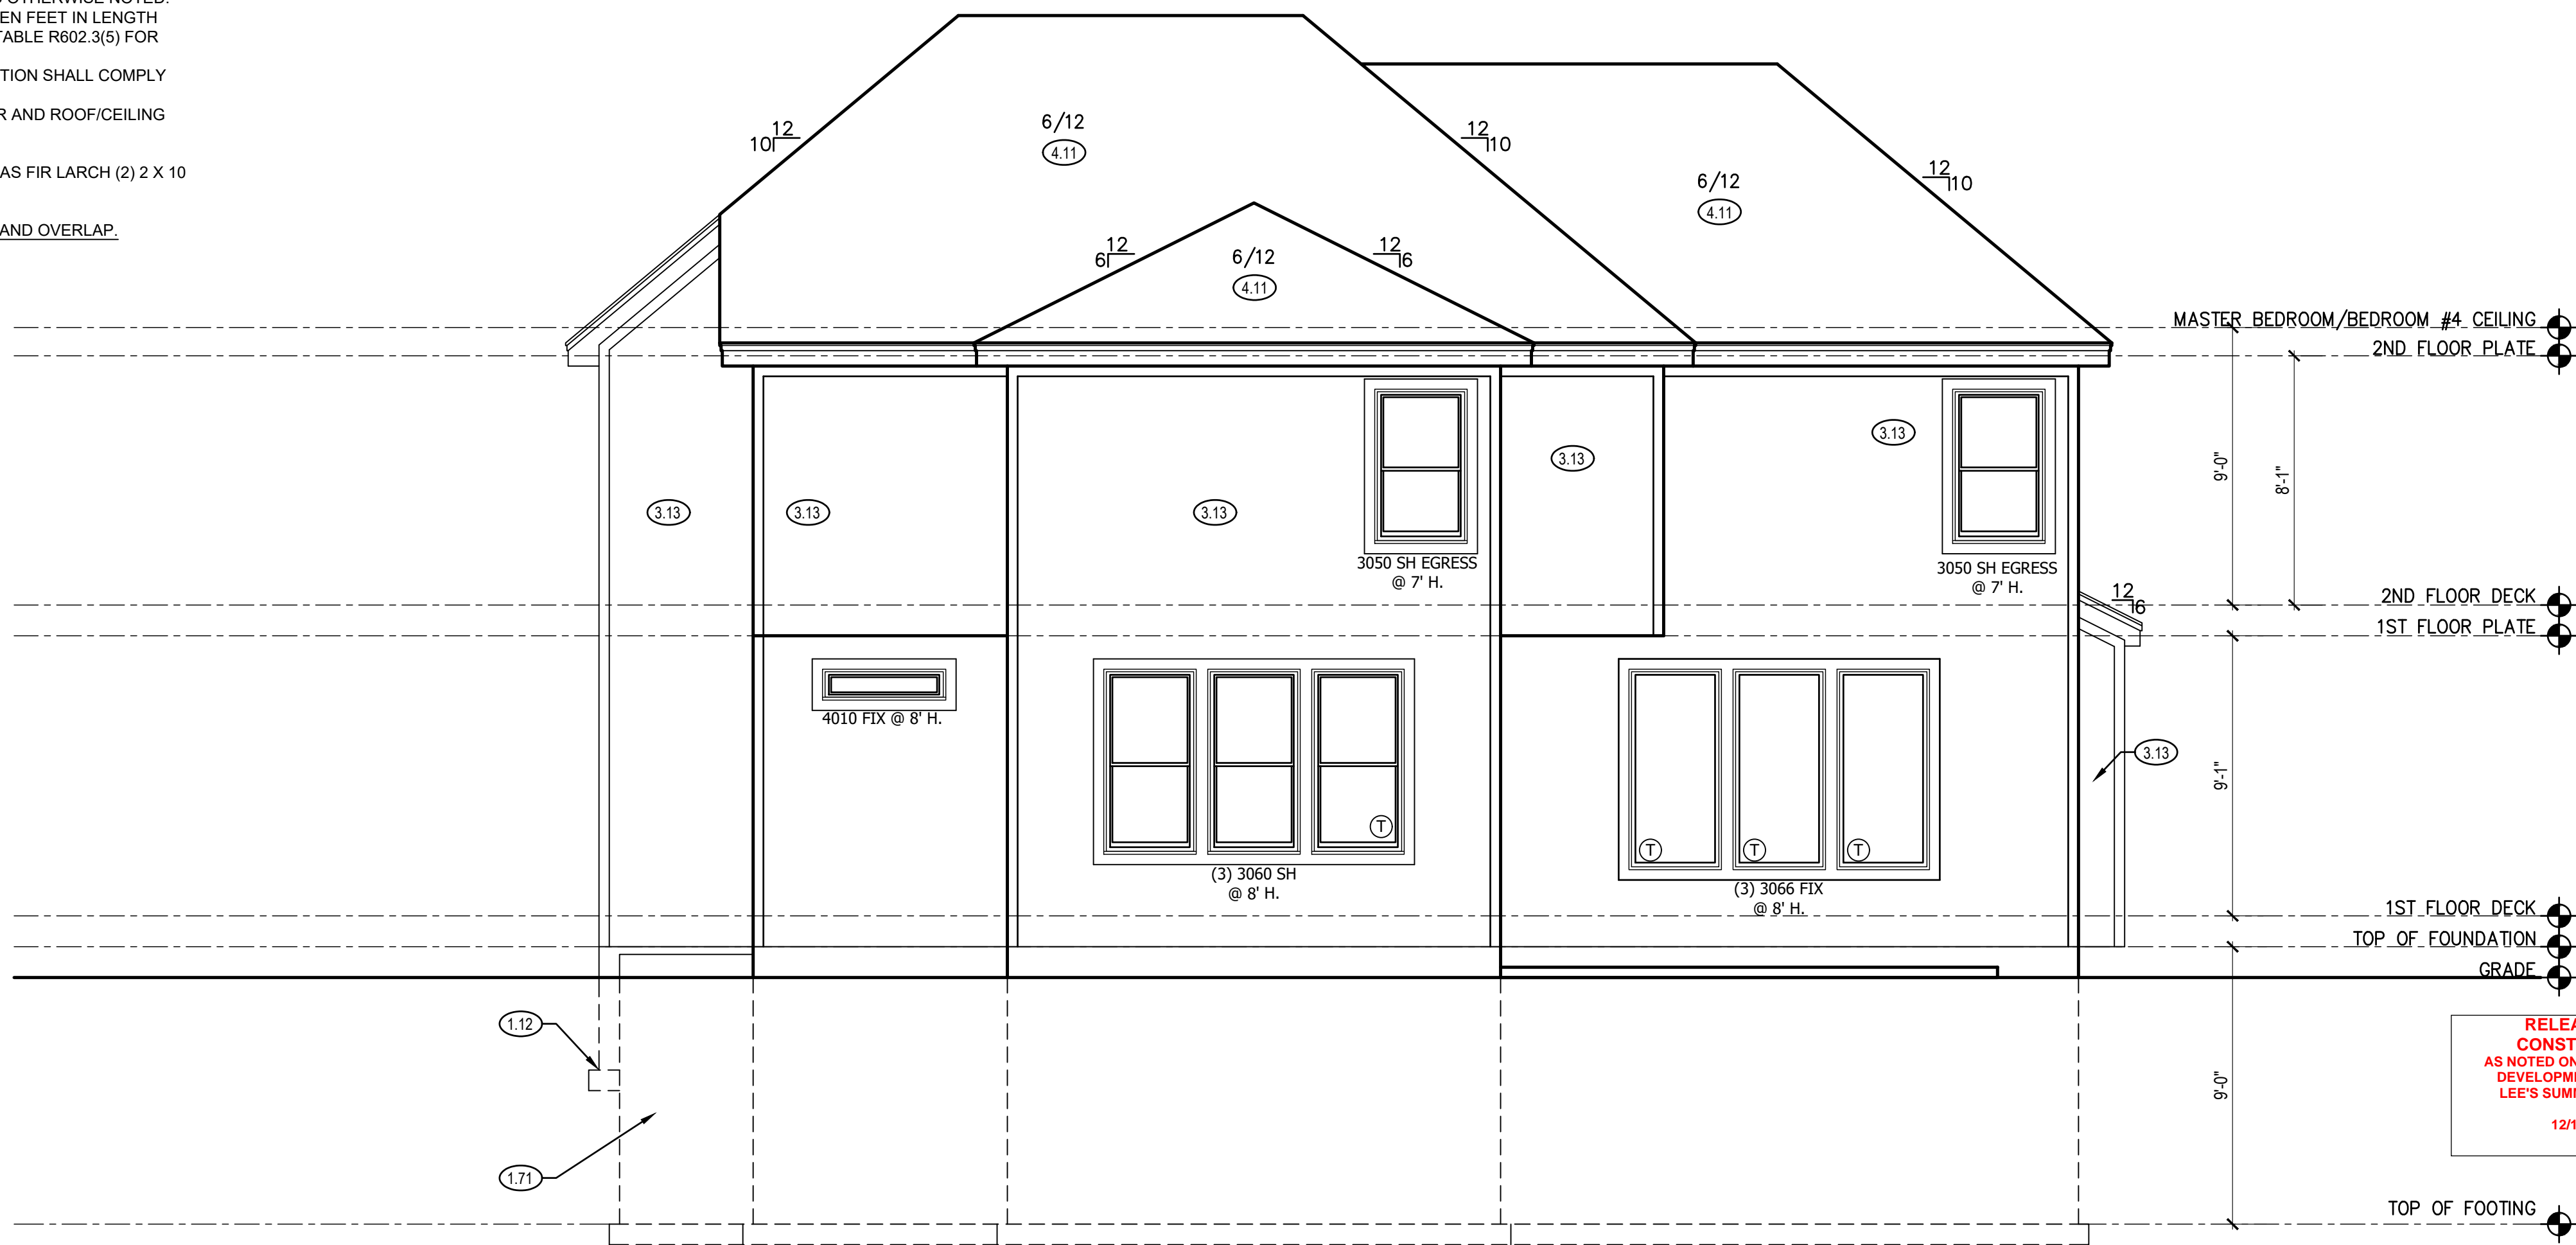 OTHERWISE NOTED.
EN FEET IN LENGTH
TABLE R602.3(5) FOR
TION SHALL COMPLY
R AND ROOF/CEILING
AS FIR LARCH (2) 2 X 10
AND OVERLAP.
10 12
6/12
4.11
12 10
6/12
4.11
12 10
6 12
6/12
4.11
12 6
MASTER BEDROOM/BEDROOM #4 CEILING
2ND FLOOR PLATE
3.13
3.13
3.13
3.13
3.13
9'-0"
8'-1"
3050 SH EGRESS
@ 7' H.
3050 SH EGRESS
@ 7' H.
12 6
2ND FLOOR DECK
1ST FLOOR PLATE
4010 FIX @ 8' H.
3.13
9'-1"
T
T
T
T
(3) 3060 SH
@ 8' H.
(3) 3066 FIX
@ 8' H.
1ST FLOOR DECK
TOP OF FOUNDATION
GRADE
1.12
1.71
9'-0"
RELEA
CONST
AS NOTED ON
DEVELOPM
LEE'S SUM
12/1
TOP OF FOOTING